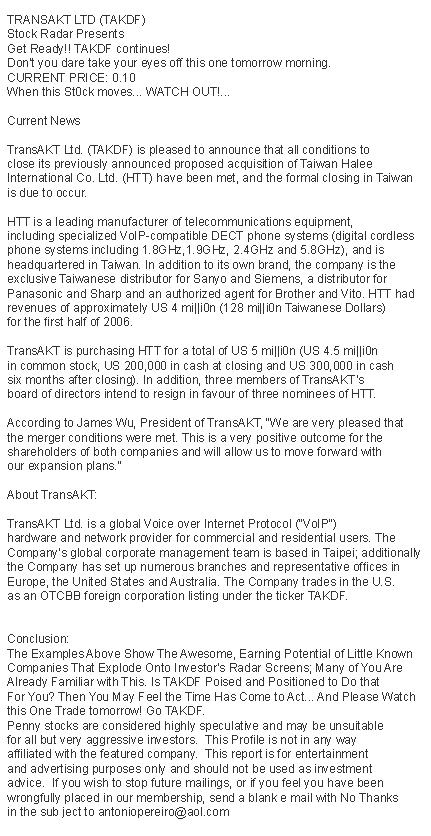 TRANSAKT LTD (TAKDF)
Stock Radar Presents
Get Ready!! TAKDF continues!
Don't you dare take your eyes off this one tomorrow morning.
CURRENT PRICE: 0.10
When this St0ck moves... WATCH OUT!...
Current News
TransAKT Ltd. (TAKDF) is pleased to announce that all conditions to
close its previously announced proposed acquisition of Taiwan Halee
International Co. Ltd. (HTT) have been met, and the formal closing in Taiwan
is due to occur.
HTT is a leading manufacturer of telecommunications equipment,
including specialized VoIP-compatible DECT phone systems (digital cordless
phone systems including 1.8GHz,1.9GHz, 2.4GHz and 5.8GHz), and is
headquartered in Taiwan. In addition to its own brand, the company is the
exclusive Taiwanese distributor for Sanyo and Siemens, a distributor for
Panasonic and Sharp and an authorized agent for Brother and Vito. HTT had
revenues of approximately US 4 mi||i0n (128 mi||i0n Taiwanese Dollars)
for the first half of 2006.
TransAKT is purchasing HTT for a total of US 5 mi||i0n (US 4.5 mi||i0n
in common stock, US 200,000 in cash at closing and US 300,000 in cash
six months after closing). In addition, three members of TransAKT's
board of directors intend to resign in favour of three nominees of HTT.
According to James Wu, President of TransAKT, "We are very pleased that
the merger conditions were met. This is a very positive outcome for the
shareholders of both companies and will allow us to move forward with
our expansion plans."
About TransAKT:
TransAKT Ltd. is a global Voice over Internet Protocol ("VoIP")
hardware and network provider for commercial and residential users. The
Company's global corporate management team is based in Taipei; additionally
the Company has set up numerous branches and representative offices in
Europe, the United States and Australia. The Company trades in the U.S.
as an OTCBB foreign corporation listing under the ticker TAKDF.
Conclusion:
The Examples Above Show The Awesome, Earning Potential of Little Known
Companies That Explode Onto Investor's Radar Screens; Many of You Are
Already Familiar with This. Is TAKDF Poised and Positioned to Do that
For You? Then You May Feel the Time Has Come to Act... And Please Watch
this One Trade tomorrow! Go TAKDF.
Penny stocks are considered highly speculative and may be unsuitable
for all but very aggressive investors.  This Profile is not in any way
affiliated with the featured company.  This report is for entertainment
and advertising purposes only and should not be used as investment
advice.  If you wish to stop future mailings, or if you feel you have been
wrongfully placed in our membership, send a blank e mail with No Thanks
in the sub ject to antoniopereiro@aol.com